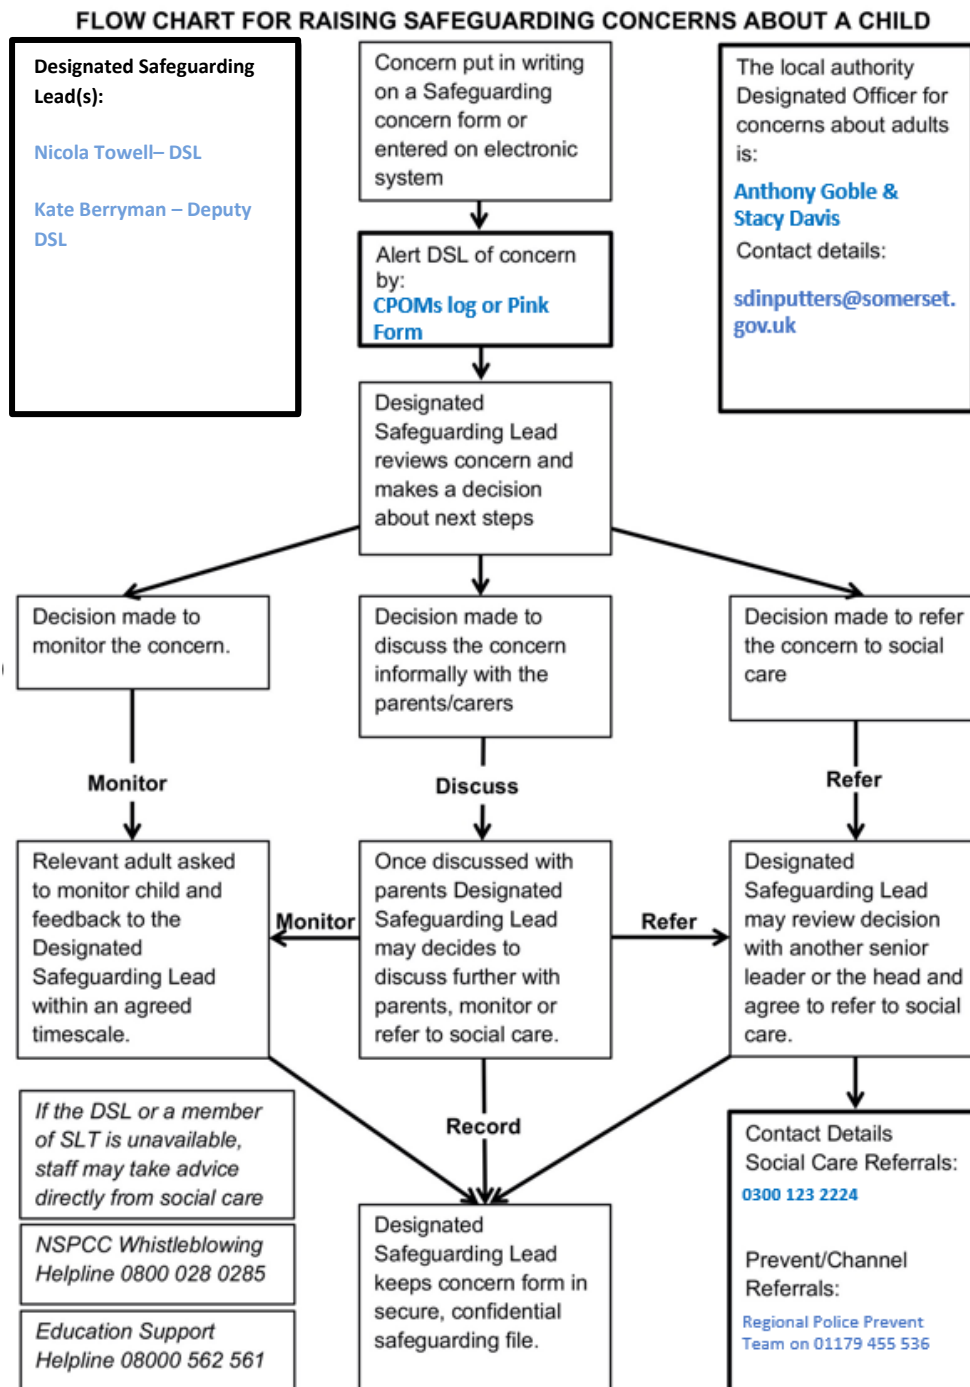 FLOW CHART FOR RAISING SAFEGUARDING CONCERNS ABOUT A CHILD
Designated Safeguarding
Lead(s):
Nicola Towell– DSL
Kate Berryman – Deputy
DSL
Concern put in writing
on a Safeguarding
concern form or
entered on electronic
system
The local authority
Designated Officer for
concerns about adults
is:
Anthony Goble &
Stacy Davis
Contact details:
sdinputters@somerset.
gov.uk
Alert DSL of concern
by:
CPOMs log or Pink
Form
Designated
Safeguarding Lead
reviews concern and
makes a decision
about next steps
Decision made to
monitor the concern.
Decision made to
discuss the concern
informally with the
parents/carers
Decision made to refer
the concern to social
care
Monitor
Discuss
Refer
Relevant adult asked
to monitor child and
feedback to the
Designated
Safeguarding Lead
within an agreed
timescale.
Monitor
Once discussed with
parents Designated
Safeguarding Lead
may decides to
discuss further with
parents, monitor or
refer to social care.
Refer
Designated
Safeguarding Lead
may review decision
with another senior
leader or the head and
agree to refer to social
care.
Record
If the DSL or a member
of SLT is unavailable,
staff may take advice
directly from social care
NSPCC Whistleblowing
Helpline 0800 028 0285
Education Support
Helpline 08000 562 561
Designated
Safeguarding Lead
keeps concern form in
secure, confidential
safeguarding file.
Contact Details
Social Care Referrals:
0300 123 2224
Prevent/Channel
Referrals:
Regional Police Prevent
Team on 01179 455 536